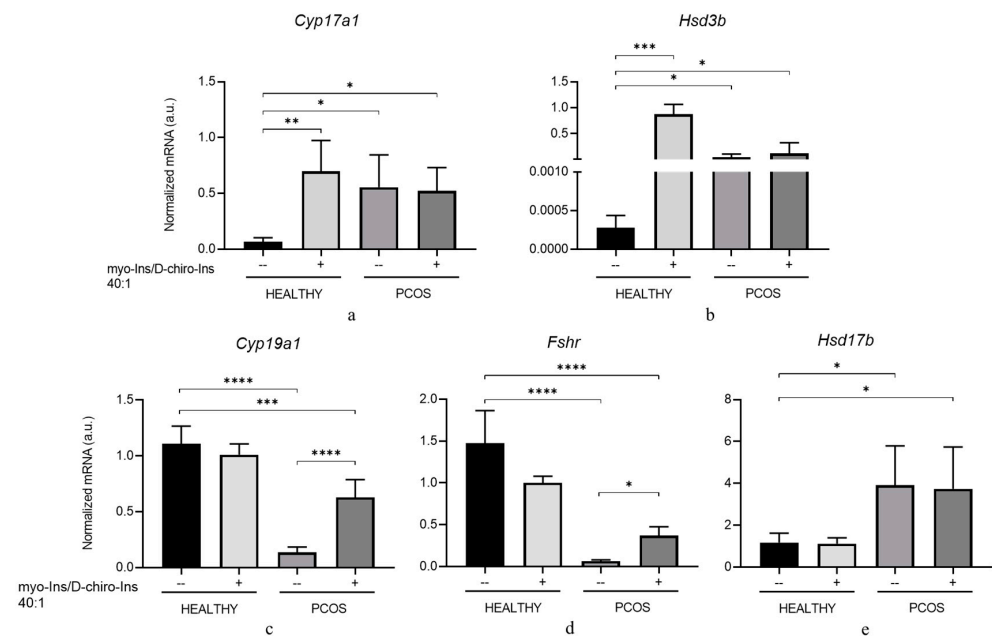 Cyp17a1
Hsd3b
Normalized mRNA (a.u.)
1.5
1.0
0.5
0.0
**
*
*
1.5
1.0
0.5
0.0010
0.0005
0.0000
***
*
*
myo-Ins/D-chiro-Ins
40:1
-- + -- +
HEALTHY PCOS
-- + -- +
HEALTHY PCOS
a
b
Cyp19a1
Fshr
Hsd17b
Normalized mRNA (a.u.)
1.5
1.0
0.5
0.0
****
***
****
2.0
1.5
1.0
0.5
0.0
****
****
*
8
6
4
2
0
*
*
myo-Ins/D-chiro-Ins
40:1
-- + -- +
HEALTHY PCOS
-- + -- +
HEALTHY PCOS
-- + -- +
HEALTHY PCOS
c
d
e